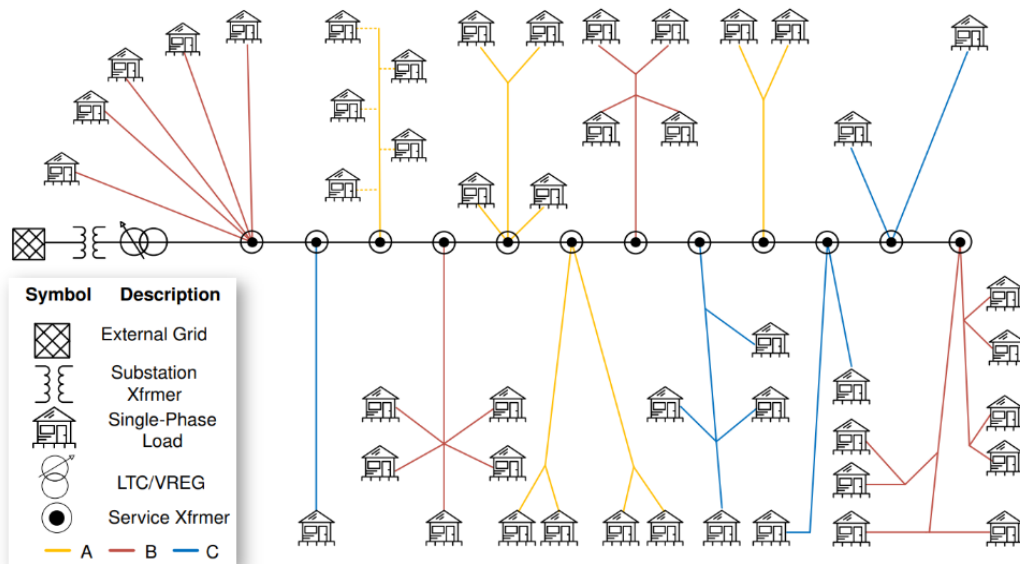 Symbol Description
External Grid
Substation
Xfrmer
Single-Phase
Load
LTC/VREG
Service Xfrmer
A B C